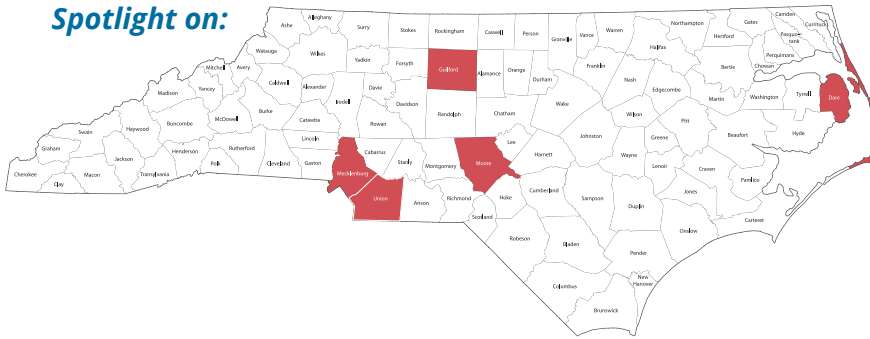 Spotlight on:
Ashe
Alleghany
Surry
Stokes
Rockingham
Caswell
Person
Granville
Vance
Warren
Northampton
Gates
Camden
Currituck
Pasquo-
tank
Perquimans
Chowan
Hertford
Halifax
Bertie
Watauga
Wilkes
Yadkin
Forsyth
Guilford
Alamance
Orange
Durham
Franklin
Nash
Edgecombe
Martin
Washington
Tyrrell
Dare
Mitchell
Avery
Yancey
Madison
Caldwell
Alexander
Iredell
Davie
Davidson
Randolph
Chatham
Wake
Wilson
Johnston
Greene
Pitt
Beaufort
Hyde
Buncombe
McDowell
Burke
Catawba
Rowan
Lincoln
Haywood
Swain
Graham
Cherokee
Clay
Macon
Jackson
Transylvania
Henderson
Polk
Rutherford
Cleveland
Gaston
Mecklenburg
Cabarrus
Stanly
Montgomery
Moore
Lee
Harnett
Wayne
Lenoir
Craven
Pamlico
Union
Anson
Richmond
Scotland
Hoke
Cumberland
Sampson
Duplin
Jones
Carteret
Onslow
Robeson
Bladen
Pender
New
Hanover
Columbus
Brunswick